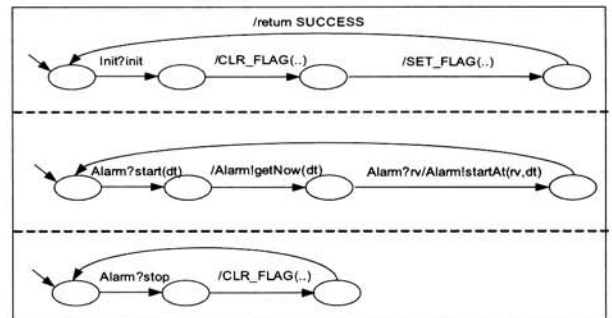 /return SUCCESS
Init?init
/CLR_FLAG(..)
/SET_FLAG(..)
Alarm?start(dt)
/Alarm!getNow(dt)
Alarm?rv/Alarm!startAt(rv,dt)
Alarm?stop
/CLR_FLAG(..)